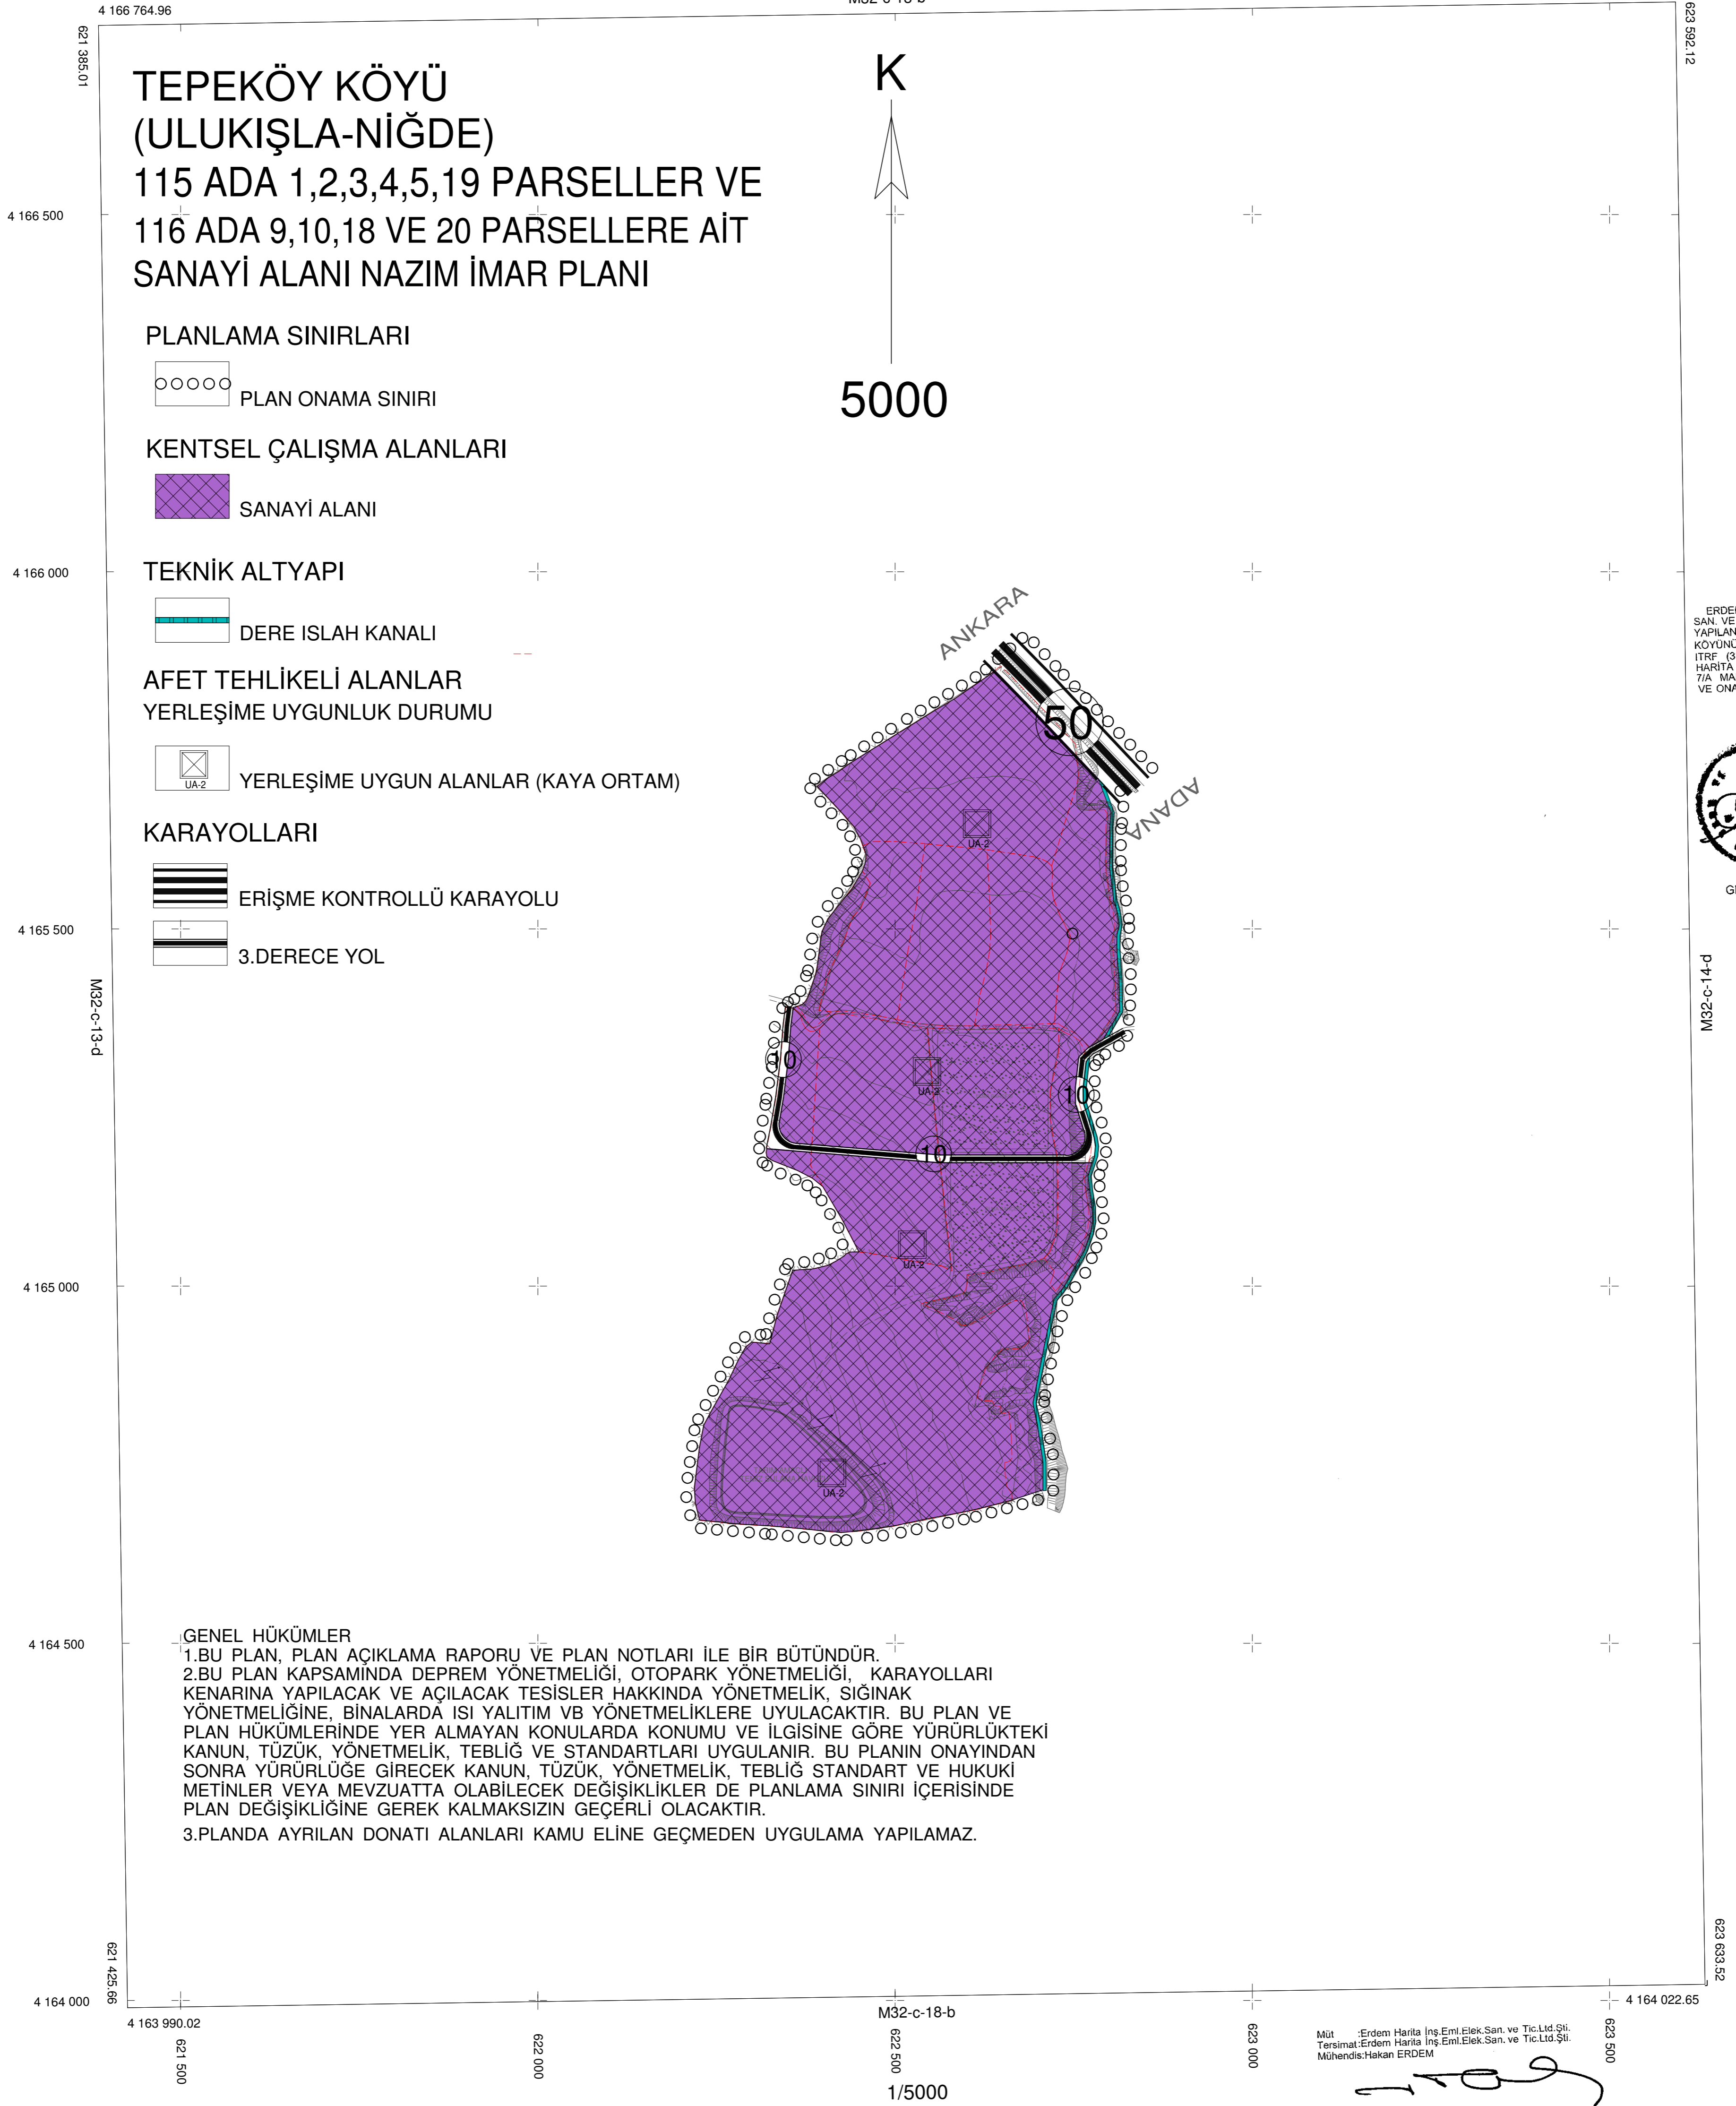 4 166 764.96
621 385.01
623 592.12
TEPEKÖY KÖYÜ
(ULUKIŞLA-NİĞDE)
115 ADA 1,2,3,4,5,19 PARSELLER VE
116 ADA 9,10,18 VE 20 PARSELLERE AİT
SANAYİ ALANI NAZIM İMAR PLANI
K
5000
4 166 500
PLANLAMA SINIRLARI
PLAN ONAMA SINIRI
KENTSEL ÇALIŞMA ALANLARI
SANAYİ ALANI
4 166 000
TEKNİK ALTYAPI
DERE ISLAH KANALI
AFET TEHLİKELİ ALANLAR
YERLEŞİME UYGUNLUK DURUMU
UA-2
YERLEŞİME UYGUN ALANLAR (KAYA ORTAM)
KARAYOLLARI
ERİŞME KONTROLLÜ KARAYOLU
4 165 500
3.DERECE YOL
M32-c-13-d
ANKARA
50
ADANA
UA-2
10
UA-2
10
10
UA-2
UA-2
SAN. VE
ITRF (3
HARİTA
M32-c-14-d
4 165 000
4 164 500
GENEL HÜKÜMLER
1.BU PLAN, PLAN AÇIKLAMA RAPORU VE PLAN NOTLARI İLE BİR BÜTÜNDÜR.
2.BU PLAN KAPSAMINDA DEPREM YÖNETMELİĞİ, OTOPARK YÖNETMELİĞİ, KARAYOLLARI
KENARINA YAPILACAK VE AÇILACAK TESİSLER HAKKINDA YÖNETMELİK, SIĞINAK
YÖNETMELİĞİNE, BİNALARDA ISI YALITIM VB YÖNETMELİKLERE UYULACAKTIR. BU PLAN VE
PLAN HÜKÜMLERİNDE YER ALMAYAN KONULARDA KONUMU VE İLGİSİNE GÖRE YÜRÜRLÜKTEKİ
KANUN, TÜZÜK, YÖNETMELİK, TEBLİĞ VE STANDARTLARI UYGULANIR. BU PLANIN ONAYINDAN
SONRA YÜRÜRLÜĞE GİRECEK KANUN, TÜZÜK, YÖNETMELİK, TEBLİĞ STANDART VE HUKUKİ
METİNLER VEYA MEVZUATTA OLABİLECEK DEĞİŞİKLİKLER DE PLANLAMA SINIRI İÇERİSİNDE
PLAN DEĞİŞİKLİĞİNE GEREK KALMAKSIZIN GEÇERLİ OLACAKTIR.
3.PLANDA AYRILAN DONATI ALANLARI KAMU ELİNE GEÇMEDEN UYGULAMA YAPILAMAZ.
621 425.66
623 633.52
4 164 000
4 163 990.02
M32-c-18-b
4 164 022.65
621 500
622 000
622 500
623 000
623 500
1/5000
Müt :Erdem Harita İnş.Eml.Elek.San. ve Tic.Ltd.Şti.
Tersimat:Erdem Harita İnş.Eml.Elek.San. ve Tic.Ltd.Şti.
Mühendis:Hakan ERDEM